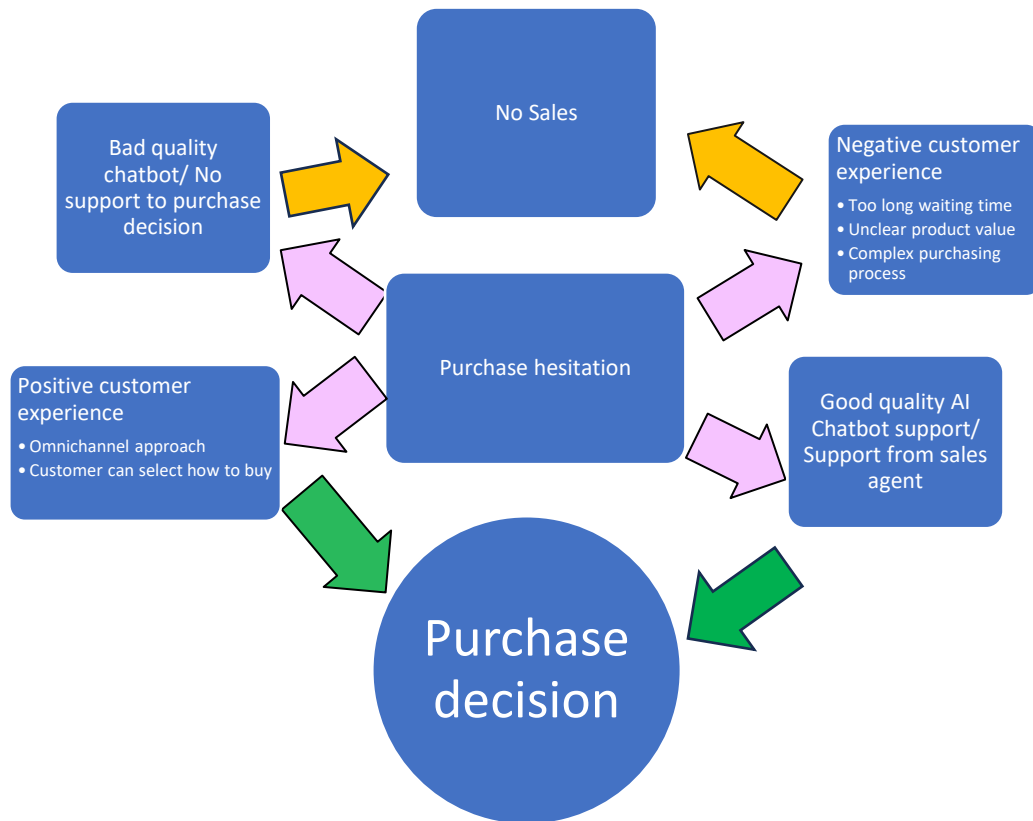 No Sales
Bad quality
chatbot/ No
support to purchase
decision
Negative customer
experience
• Too long waiting time
• Unclear product value
• Complex purchasing
process
Purchase hesitation
Positive customer
experience
• Omnichannel approach
• Customer can select how to buy
Good quality AI
Chatbot support/
Support from sales
agent
Purchase
decision